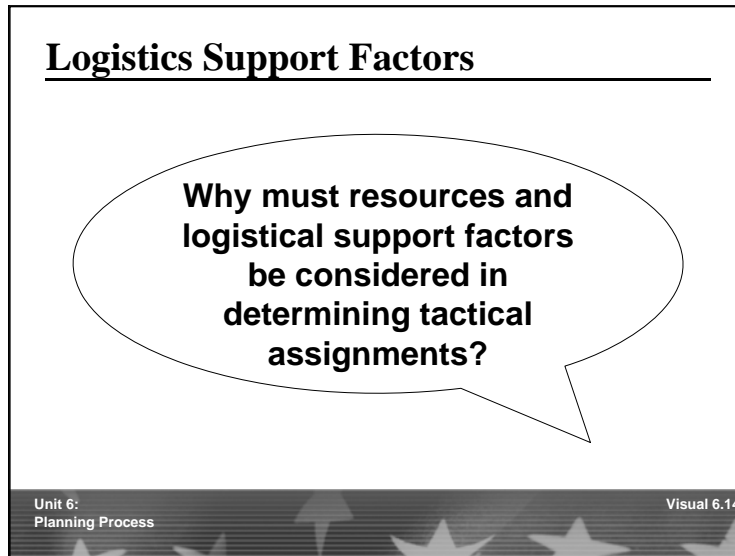 Logistics Support Factors
Why must resources and
logistical support factors
be considered in
determining tactical
assignments?
Unit 6:
Planning Process
Visual 6.14